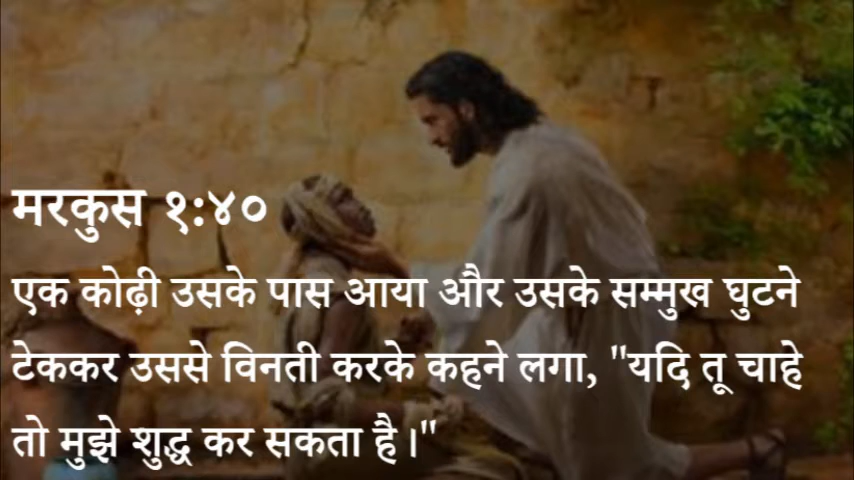 मरकुस १:४०
एक कोढ़ी उसके पास आया और उसके सम्मुख घुटने
टेककर उससे विनती करके कहने लगा, "यदि तू चाहे
तो मुझे शुद्ध कर सकता है।"